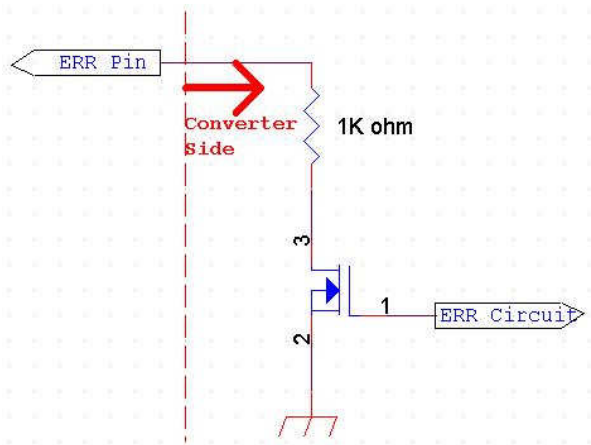 ERR Pin
Converter
Side
1K ohm
3
1
ERR Circuit
2